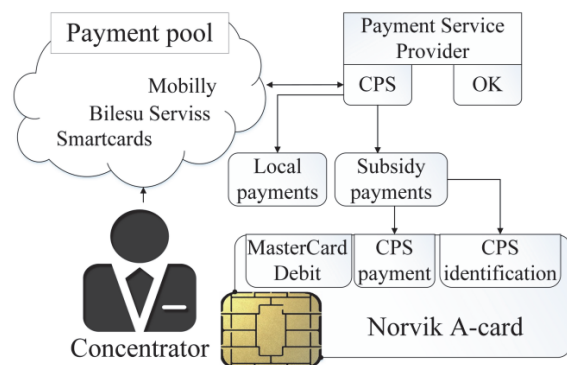 Payment pool
Mobilly
Bilesu Serviss
Smartcards
Payment Service
Provider
CPS
OK
Local
payments
Subsidy
payments
MasterCard
Debit
CPS
payment
CPS
identification
Norvik A-card
Concentrator